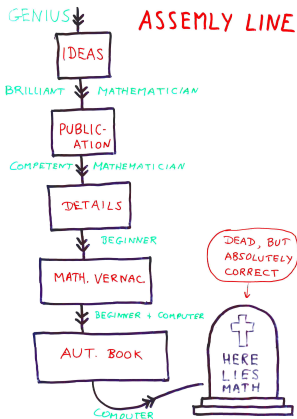 GENIUS
ASSEMLY LINE
IDEAS
BRILLIANT MATHEMATICIAN
PUBLIC-
ATION
COMPETENT MATHEMATICIAN
DETAILS
BEGINNER
MATH. VERNAC.
BEGINNER + COMPUTER
AUT. BOOK
COMPUTER
DEAD, BUT
ABSOLUTELY
CORRECT
HERE
LIES
MATH